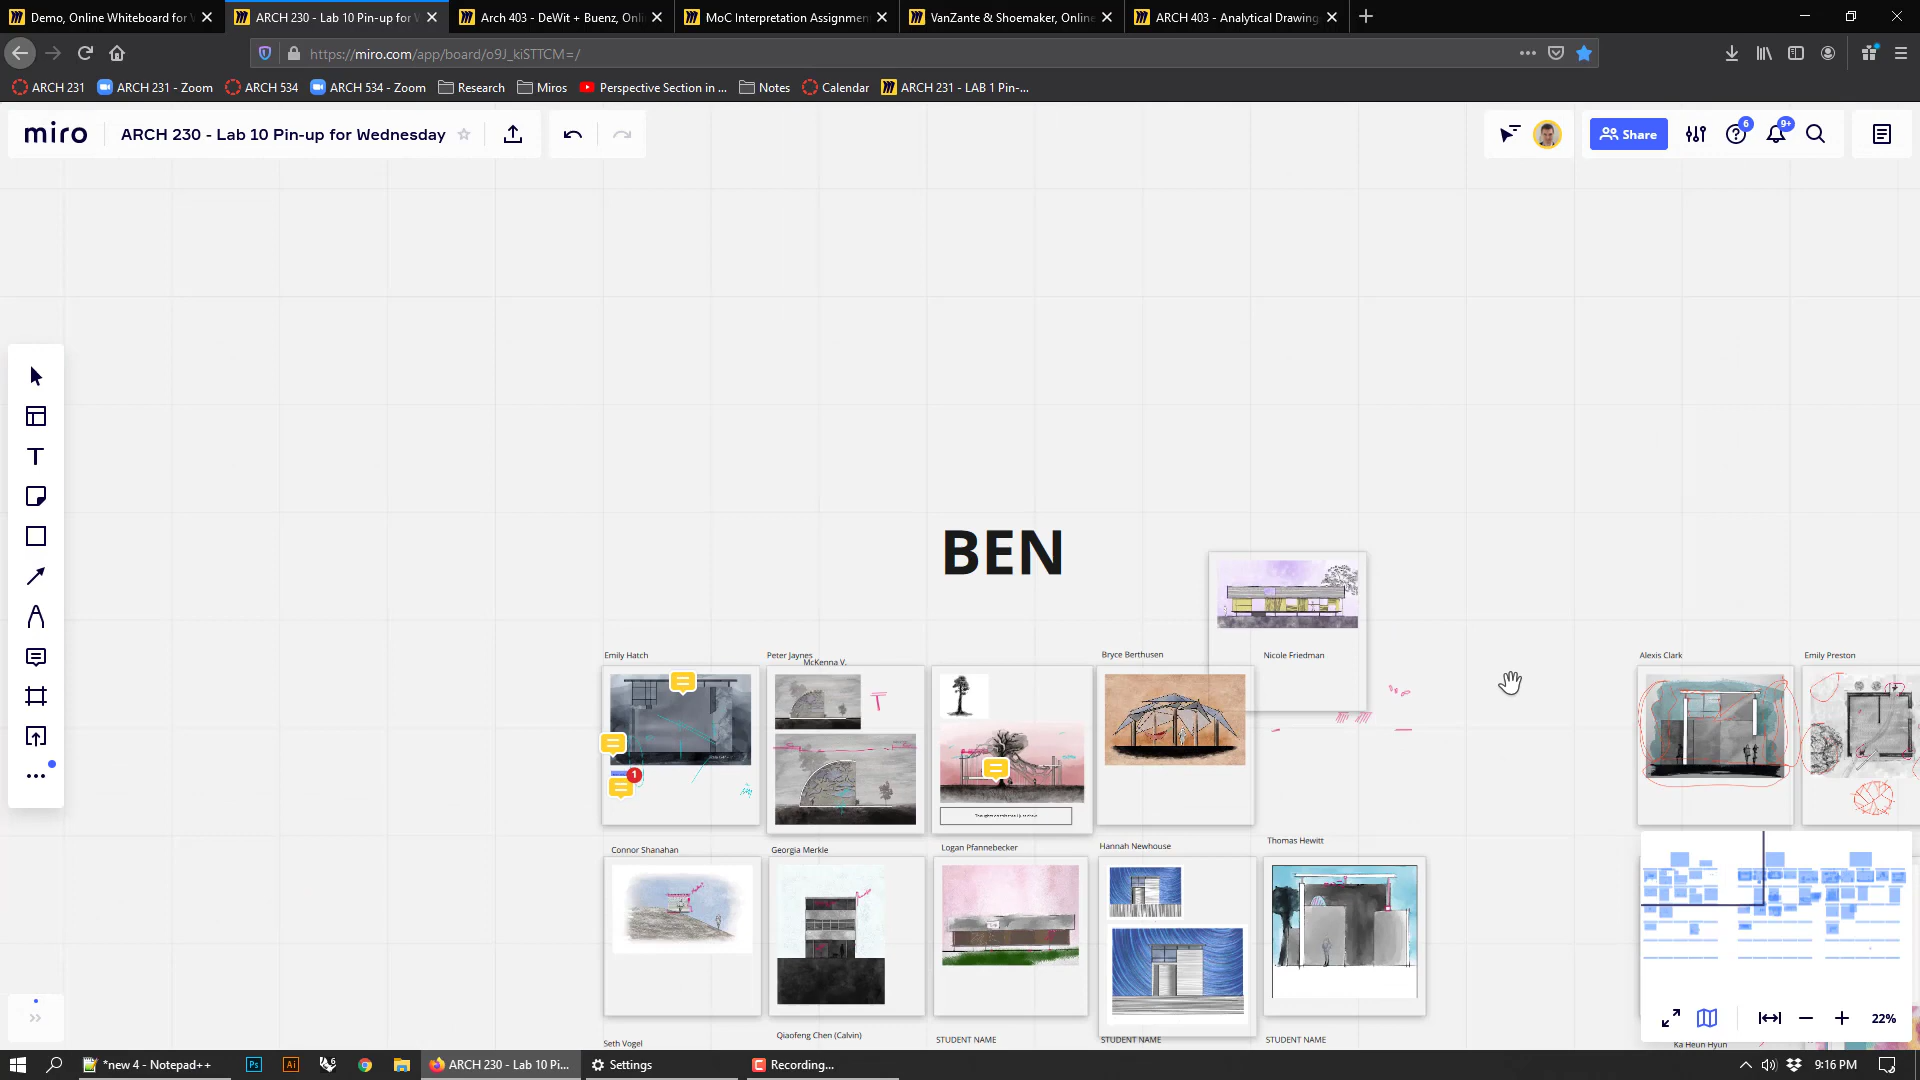 Demo, Online Whiteboard for V
ARCH 230 - Lab 10 Pin-up for W
Arch 403 - DeWit + Buenz, Onli
MoC Interpretation Assignmen
VanZante & Shoemaker, Online
ARCH 403 - Analytical Drawing
https://miro.com/app/board/o9J_kiSTTCM=/
ARCH 231
ARCH 231 - Zoom
ARCH 534
ARCH 534 - Zoom
Research
Miros
Perspective Section in ...
Notes
Calendar
ARCH 231 - LAB 1 Pin-...
miro
ARCH 230 - Lab 10 Pin-up for Wednesday
Share
6
9+
BEN
Emily Hatch
Peter Jaynes
McKenna V.
Bryce Berthusen
Nicole Friedman
Alexis Clark
Emily Preston
1
Connor Shanahan
Georgia Merkle
Logan Pfannebecker
Hannah Newhouse
Thomas Hewitt
Seth Vogel
Qiaofeng Chen (Calvin)
STUDENT NAME
STUDENT NAME
STUDENT NAME
Ka Heun Hyun
22%
*new 4 - Notepad++
Ps
Ai
ARCH 230 - Lab 10 Pi...
Settings
Recording...
9:16 PM